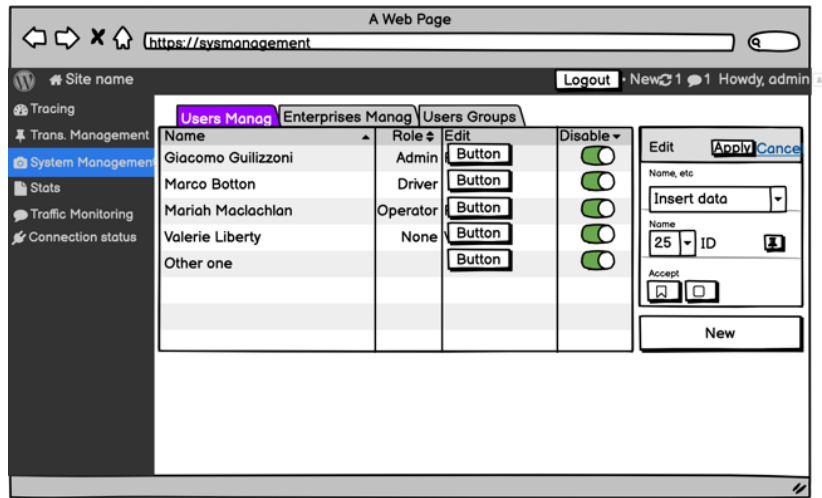 A Web Page
https://sysmanagement
Site name
Logout New 1 1 Howdy, admin
Tracing
Trans. Management
System Management
Stats
Traffic Monitoring
Connection status
Users Manag Enterprises Manag Users Groups
Name Role Edit Disable
Giacomo Guilizzoni Admin Button
Marco Botton Driver Button
Mariah Maclachlan Operator Button
Valerie Liberty None Button
Other one Button
Edit Apply Cancel
Name, etc
Insert data
Name
25 ID
Accept
New